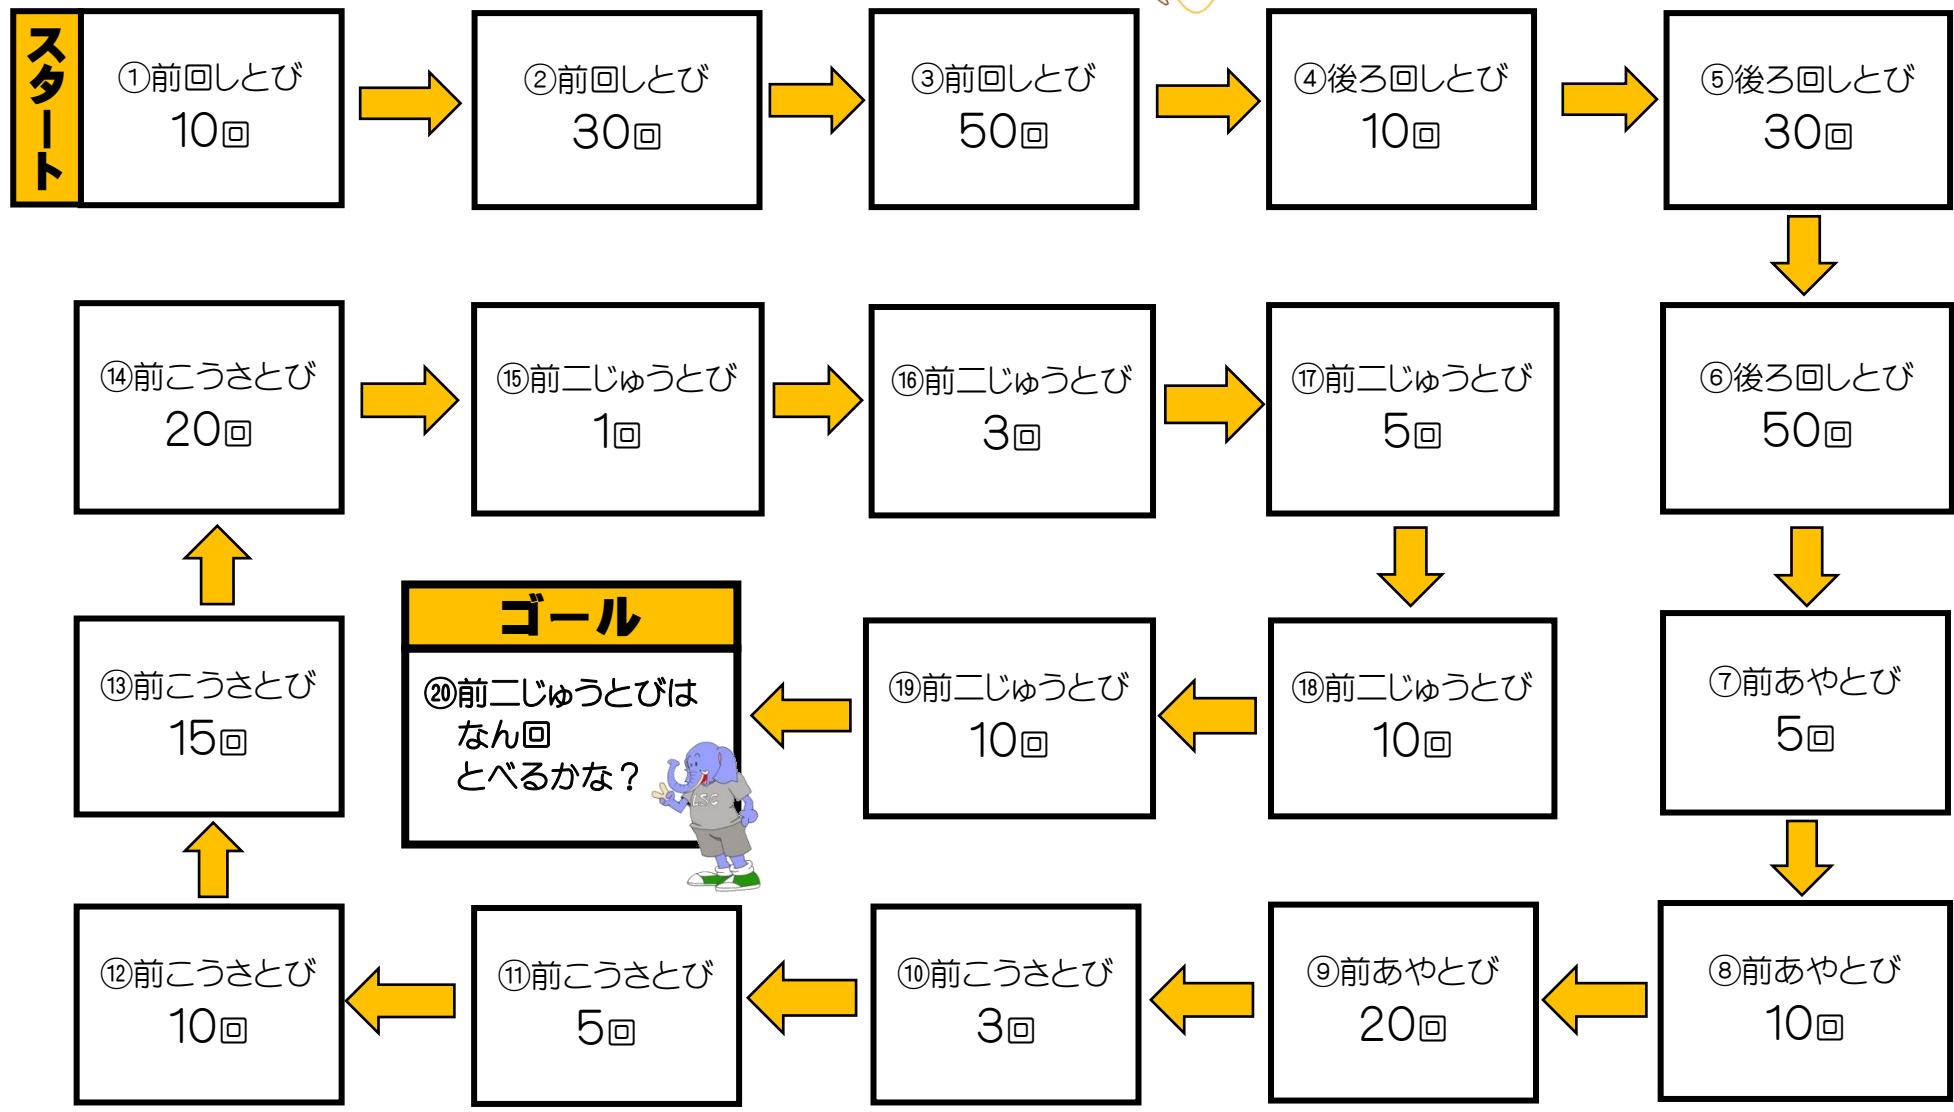 スタート
①前回しとび
10回
②前回しとび
30回
③前回しとび
50回
④後ろ回しとび
10回
⑤後ろ回しとび
30回
⑥後ろ回しとび
50回
⑦前あやとび
5回
⑧前あやとび
10回
⑨前あやとび
20回
⑩前こうさとび
3回
⑪前こうさとび
5回
⑫前こうさとび
10回
⑬前こうさとび
15回
⑭前こうさとび
20回
⑮前二じゅうとび
1回
⑯前二じゅうとび
3回
⑰前二じゅうとび
5回
⑱前二じゅうとび
10回
⑲前二じゅうとび
10回
ゴール
⑳前二じゅうとびは
なん回
とべるかな？
LSC